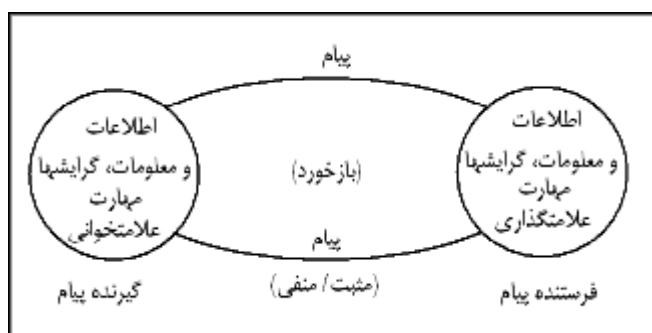 پیام
اطلاعات
و معلومات، گرایشها
مهارت
علامتگذاری
فرستنده پیام
(بازخورد)
اطلاعات
و معلومات، گرایشها
مهارت
علامتخوانی
گیرنده پیام
پیام
(مثبت/ منفی)